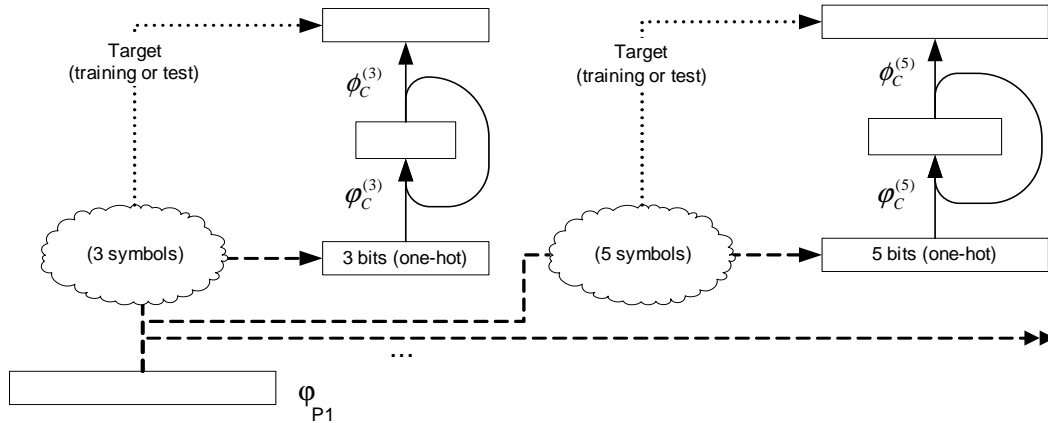 Target
(training or test)
ϕ_C^(3)
φ_C^(3)
(3 symbols)
3 bits (one-hot)
Target
(training or test)
ϕ_C^(5)
φ_C^(5)
(5 symbols)
5 bits (one-hot)
...
φ_P1